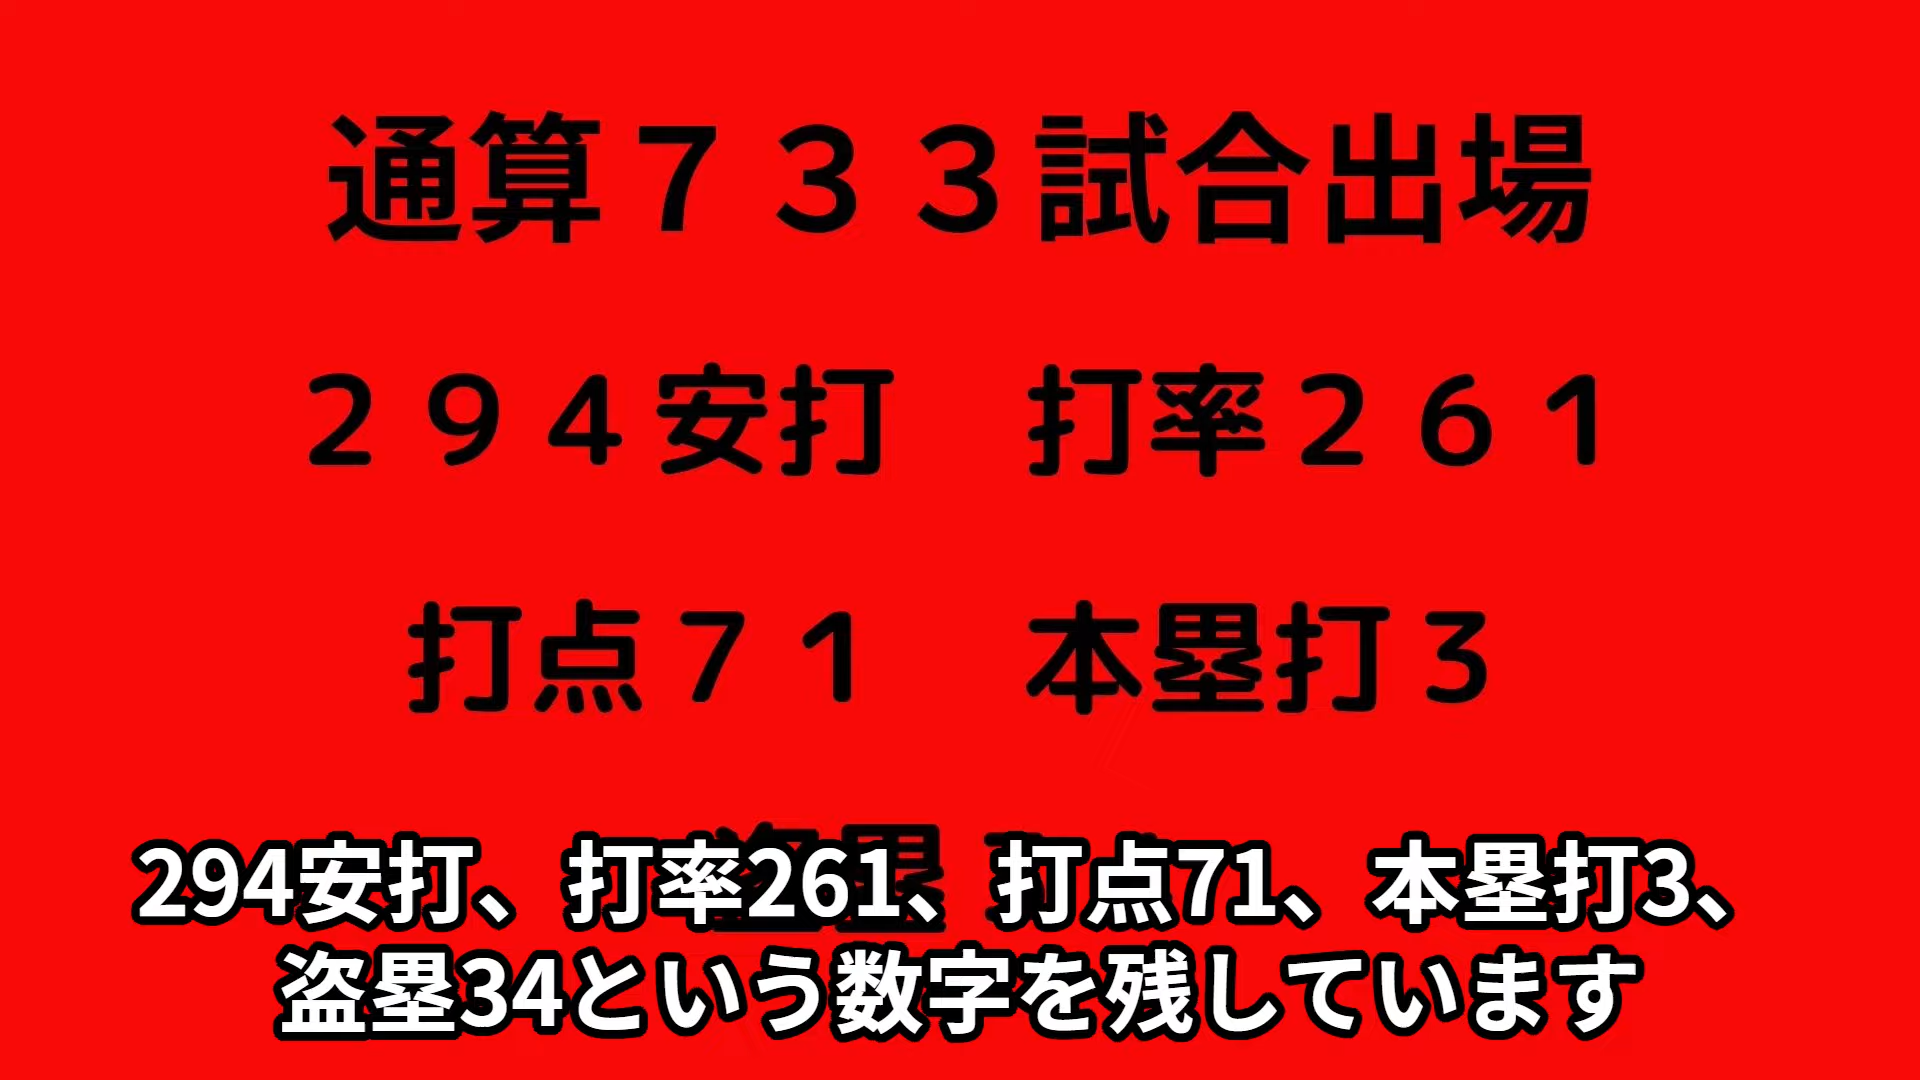 通算７３３試合出場
２９４安打　打率２６１
打点７１　本塁打３
294安打、打率261、打点71、本塁打3、
盗塁34という数字を残しています